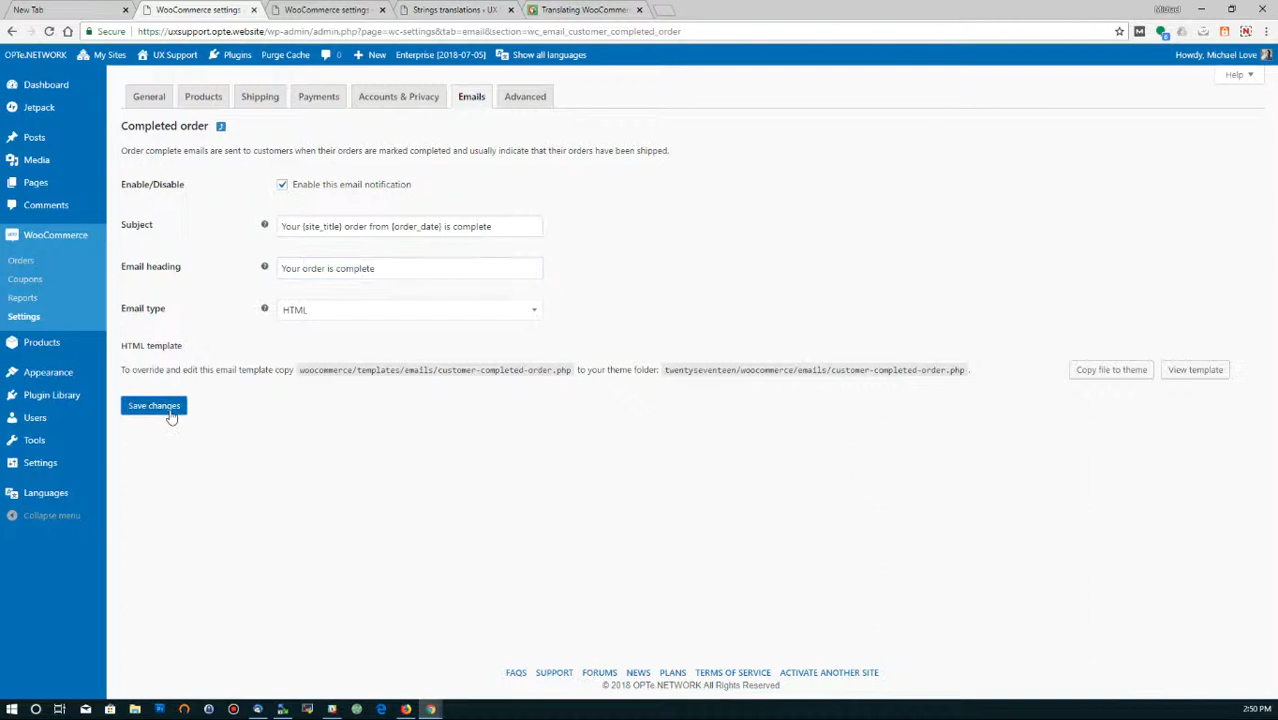 New Tab
WooCommerce settings
WooCommerce settings
Strings translations ‹ UX
Translating WooCommer
Michael
Secure
https://uxsupport.opte.website/wp-admin/admin.php?page=wc-settings&tab=email&section=wc_email_customer_completed_order
OPTe.NETWORK
My Sites
UX Support
Plugins
Purge Cache
0
New
Enterprise [2018-07-05]
Show all languages
Howdy, Michael Love
Help
Dashboard
Jetpack
Posts
Media
Pages
Comments
WooCommerce
Orders
Coupons
Reports
Settings
Products
Appearance
Plugin Library
Users
Tools
Settings
Languages
Collapse menu
General
Products
Shipping
Payments
Accounts & Privacy
Emails
Advanced
Completed order
Order complete emails are sent to customers when their orders are marked completed and usually indicate that their orders have been shipped.
Enable/Disable
Enable this email notification
Subject
Your {site_title} order from {order_date} is complete
Email heading
Your order is complete
Email type
HTML
HTML template
To override and edit this email template copy woocommerce/templates/emails/customer-completed-order.php to your theme folder: twentyseventeen/woocommerce/emails/customer-completed-order.php.
Copy file to theme
View template
Save changes
FAQS SUPPORT FORUMS NEWS PLANS TERMS OF SERVICE ACTIVATE ANOTHER SITE
© 2018 OPTe.NETWORK All Rights Reserved
2:50 PM